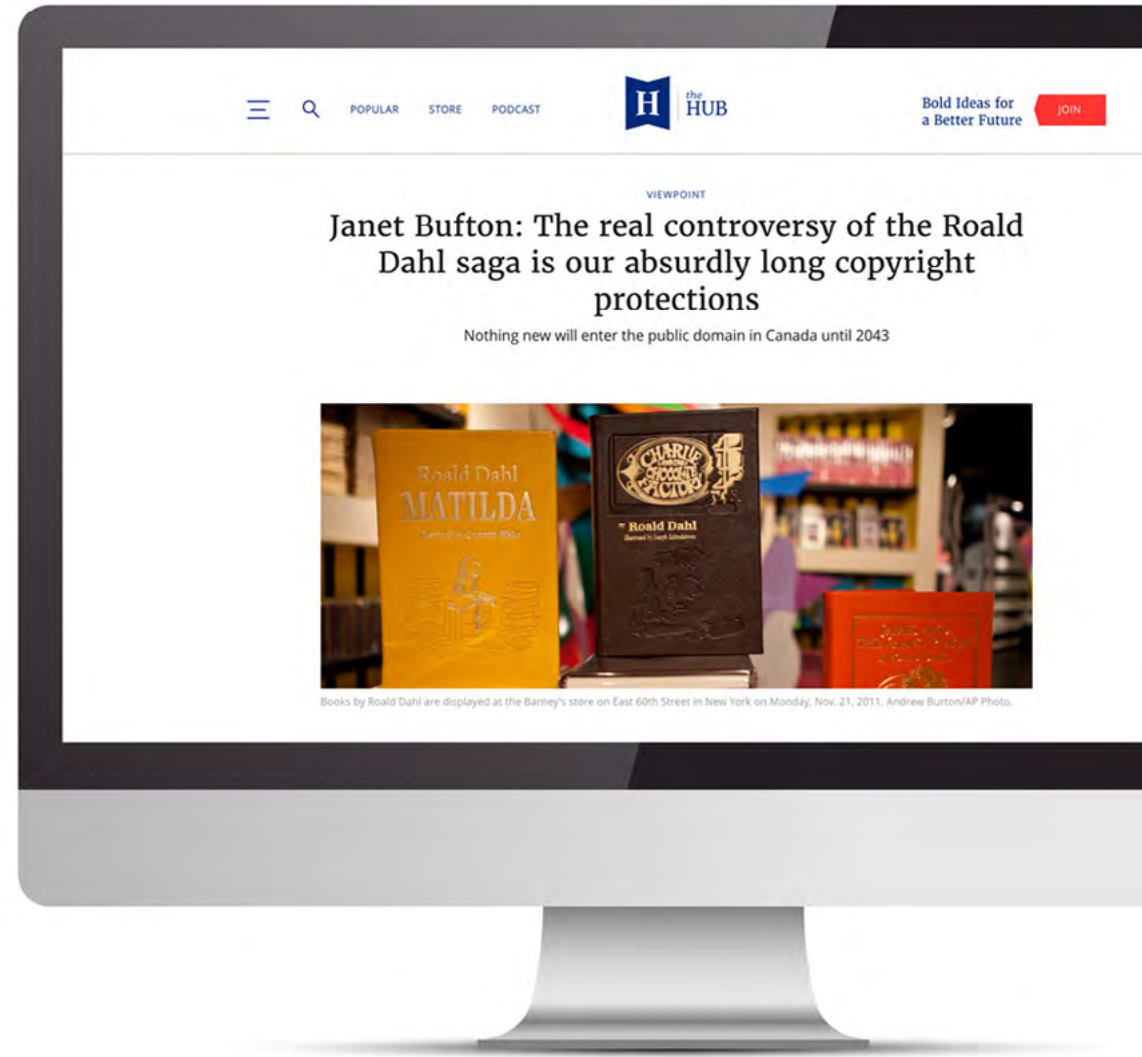 POPULAR STORE PODCAST
H
the
HUB
Bold Ideas for
a Better Future
JOIN
VIEWPOINT
Janet Bufton: The real controversy of the Roald
Dahl saga is our absurdly long copyright
protections
Nothing new will enter the public domain in Canada until 2043
Roald Dahl
MATILDA
CHARLIE
AND THE
CHOCOLATE
FACTORY
Roald Dahl
Books by Roald Dahl are displayed at the Barney's store on East 60th Street in New York on Monday, Nov. 21, 2011. Andrew Burton/AP Photo.